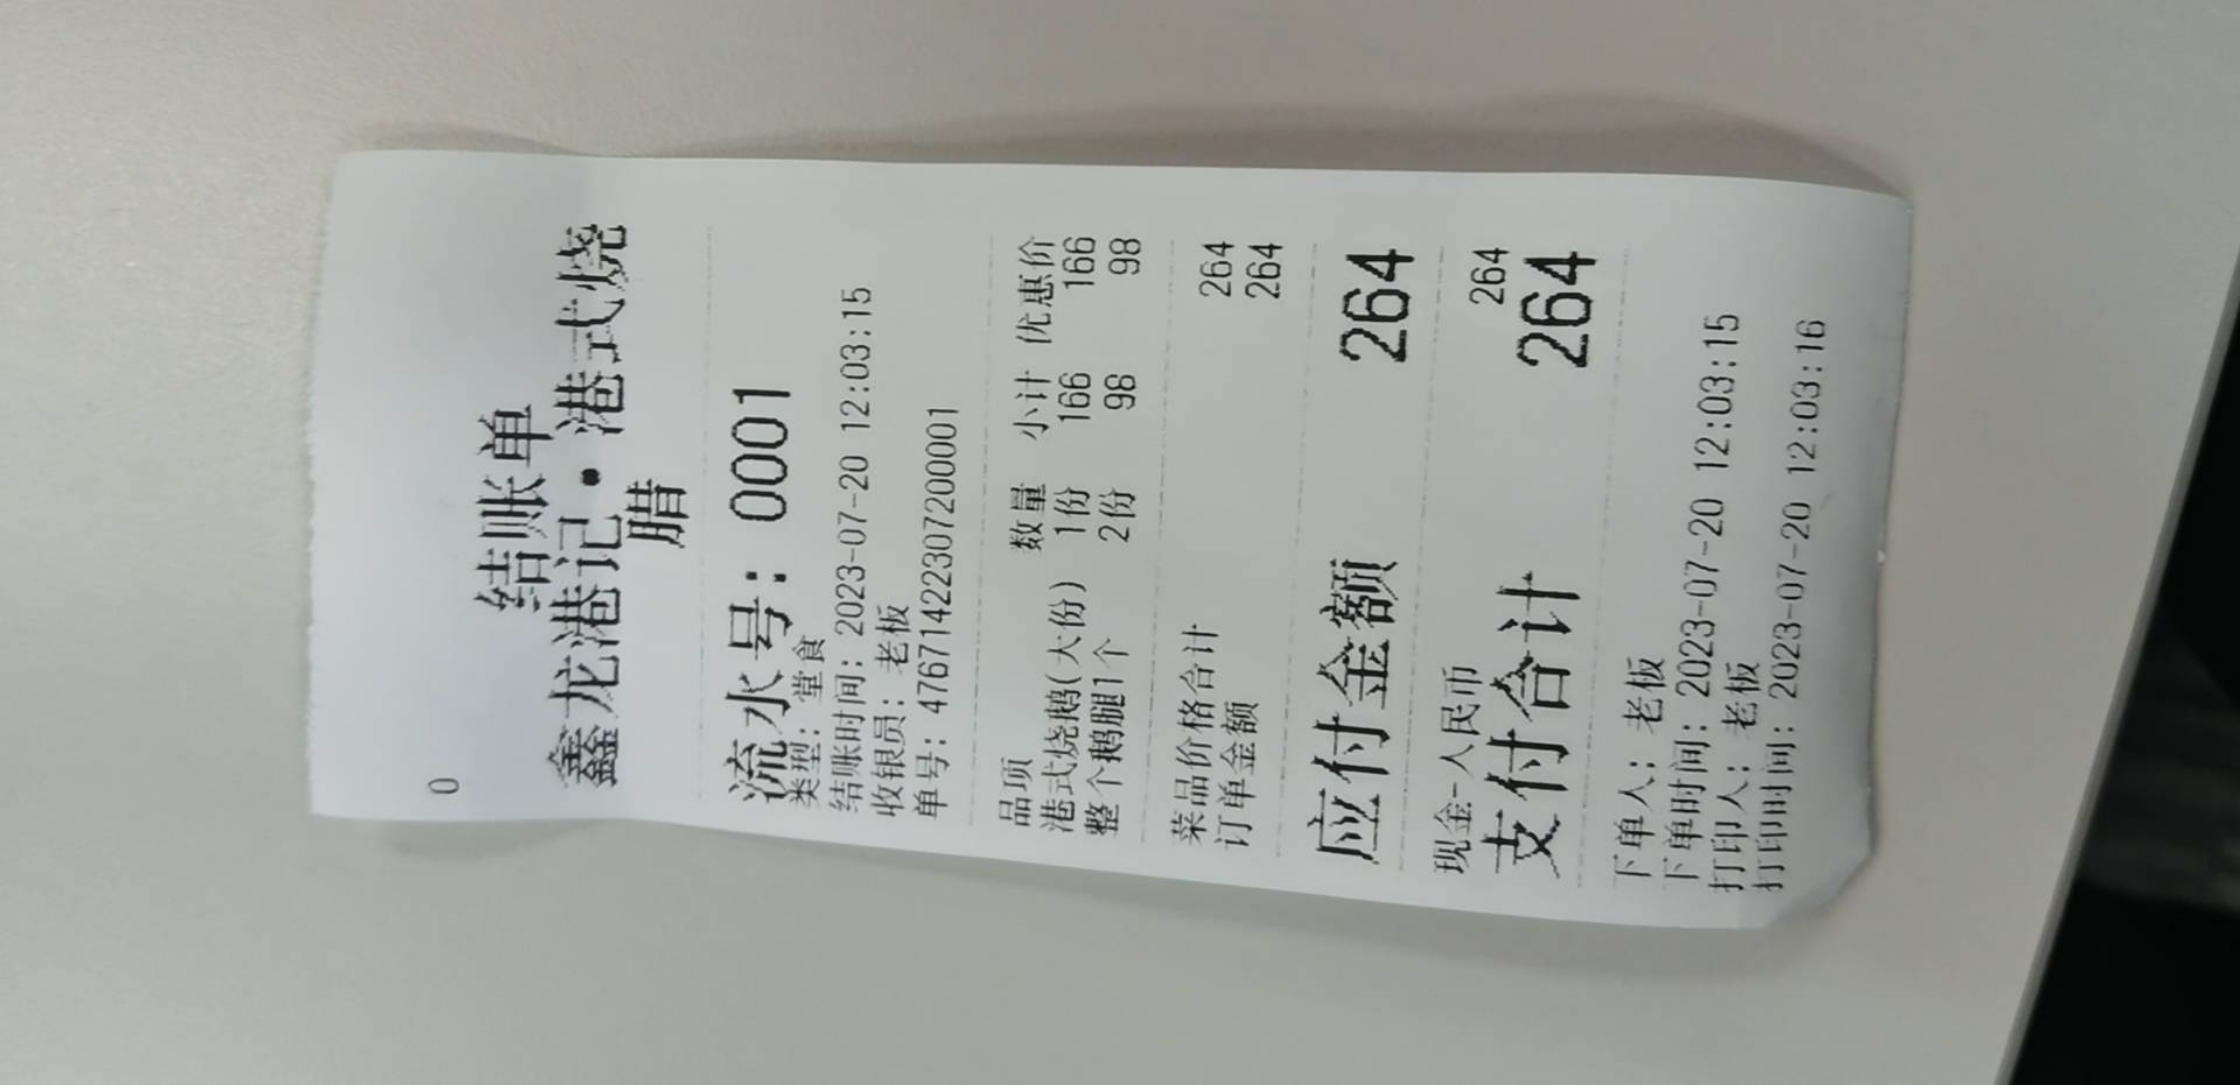 0
结账单
鑫龙港记·港式烧
腊
流水号: 0001
类型: 堂食
结账时间: 2023-07-20 12:03:15
收银员: 老板
单号: 476714223072000001
品项 数量 小计 (优惠价
港式烧鹅(大份) 1份 166 166
整个鹅腿1个 2份 98 98
菜品价格合计 264
订单金额 264
应付金额 264
现金-人民币 264
支付合计 264
下单人: 老板
下单时间: 2023-07-20 12:03:15
打印人: 老板
打印时间: 2023-07-20 12:03:16